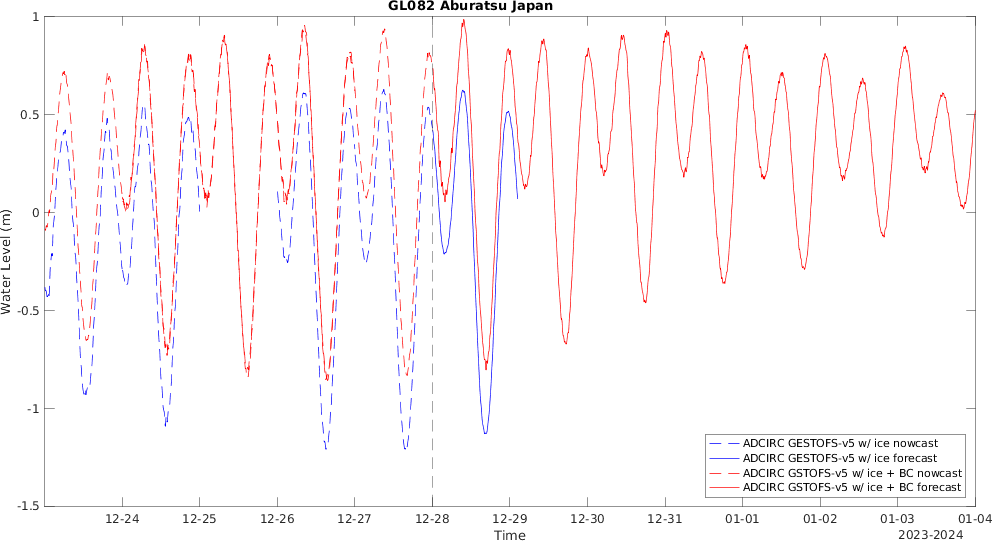 GL082 Aburatsu Japan
1
0.5
0
-0.5
-1
-1.5
Water Level (m)
12-24 12-25 12-26 12-27 12-28 12-29 12-30 12-31 01-01 01-02 01-03 01-04
Time
2023-2024
ADCIRC GESTOFS-v5 w/ ice nowcast
ADCIRC GESTOFS-v5 w/ ice forecast
ADCIRC GSTOFS-v5 w/ ice + BC nowcast
ADCIRC GSTOFS-v5 w/ ice + BC forecast